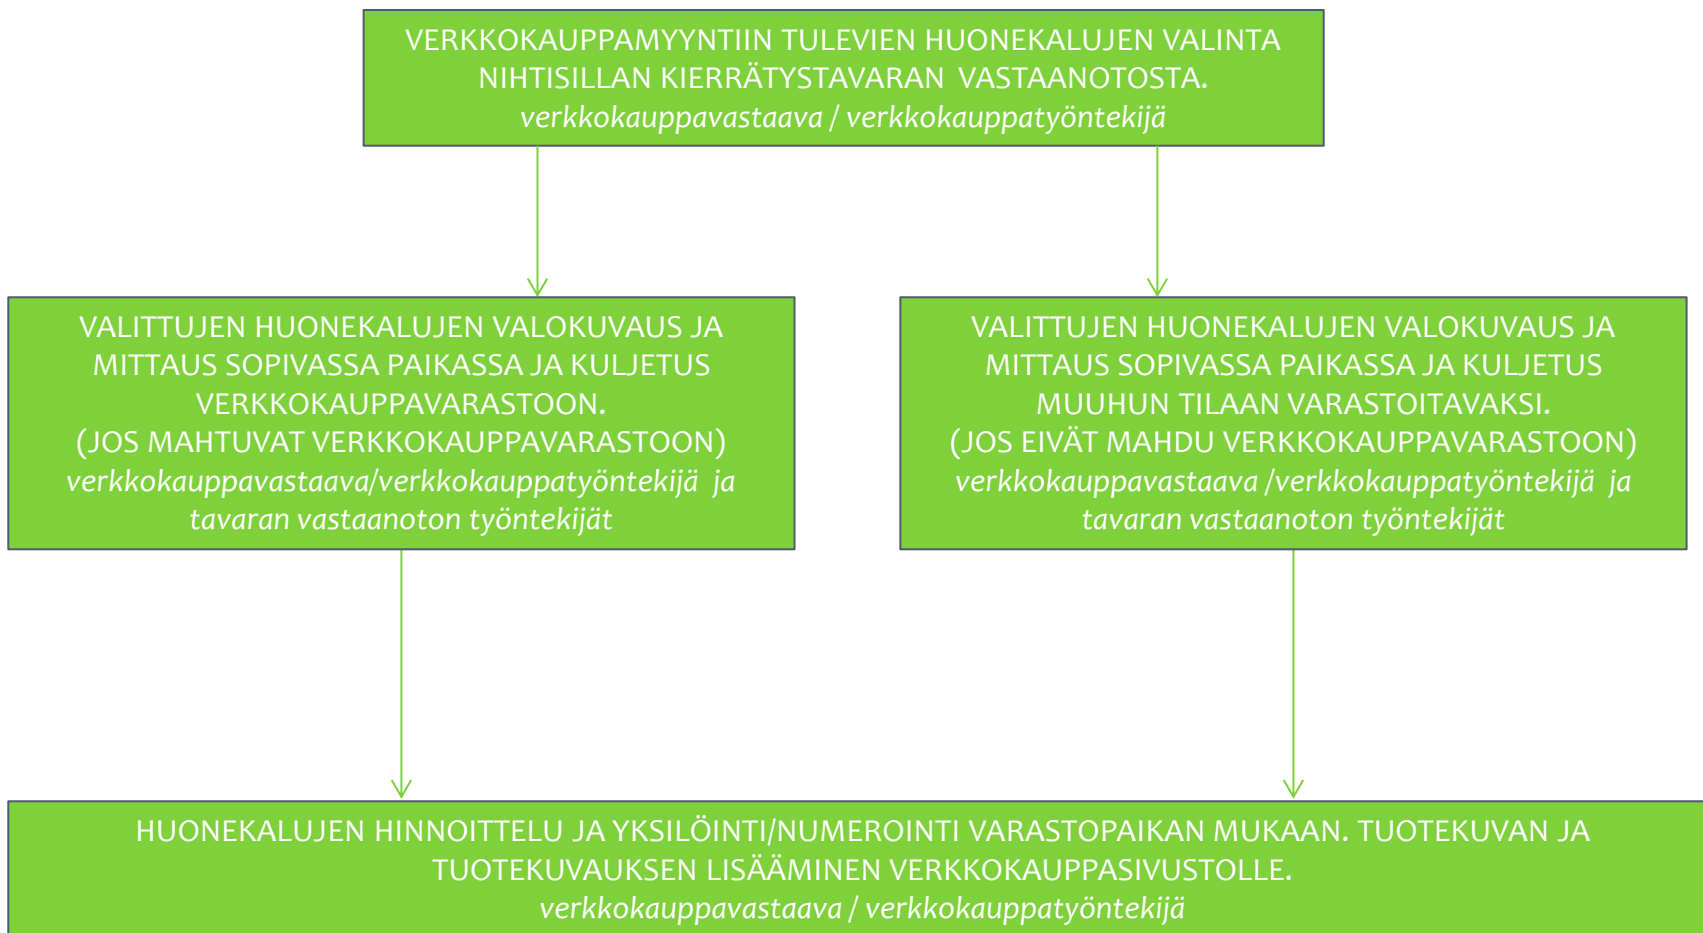 VERKKOKAUPPAMYYNTIIN TULEVIEN HUONEKALUJEN VALINTA
NIHTISILLAN KIERRÄTYSTAVARAN VASTAANOTOSTA.
verkkokauppavastaava / verkkokauppatyöntekijä
VALITTUJEN HUONEKALUJEN VALOKUVAUS JA
MITTAUS SOPIVASSA PAIKASSA JA KULJETUS
VERKKOKAUPPAVARASTOON.
(JOS MAHTUVAT VERKKOKAUPPAVARASTOON)
verkkokauppavastaava/verkkokauppatyöntekijä ja
tavaran vastaanoton työntekijät
VALITTUJEN HUONEKALUJEN VALOKUVAUS JA
MITTAUS SOPIVASSA PAIKASSA JA KULJETUS
MUUHUN TILAAN VARASTOITAVAKSI.
(JOS EIVÄT MAHDU VERKKOKAUPPAVARASTOON)
verkkokauppavastaava /verkkokauppatyöntekijä ja
tavaran vastaanoton työntekijät
HUONEKALUJEN HINNOITTELU JA YKSILÖINTI/NUMEROINTI VARASTOPAIKAN MUKAAN. TUOTEKUVAN JA
TUOTEKUVAUKSEN LISÄÄMINEN VERKKOKAUPPASIVUSTOLLE.
verkkokauppavastaava / verkkokauppatyöntekijä